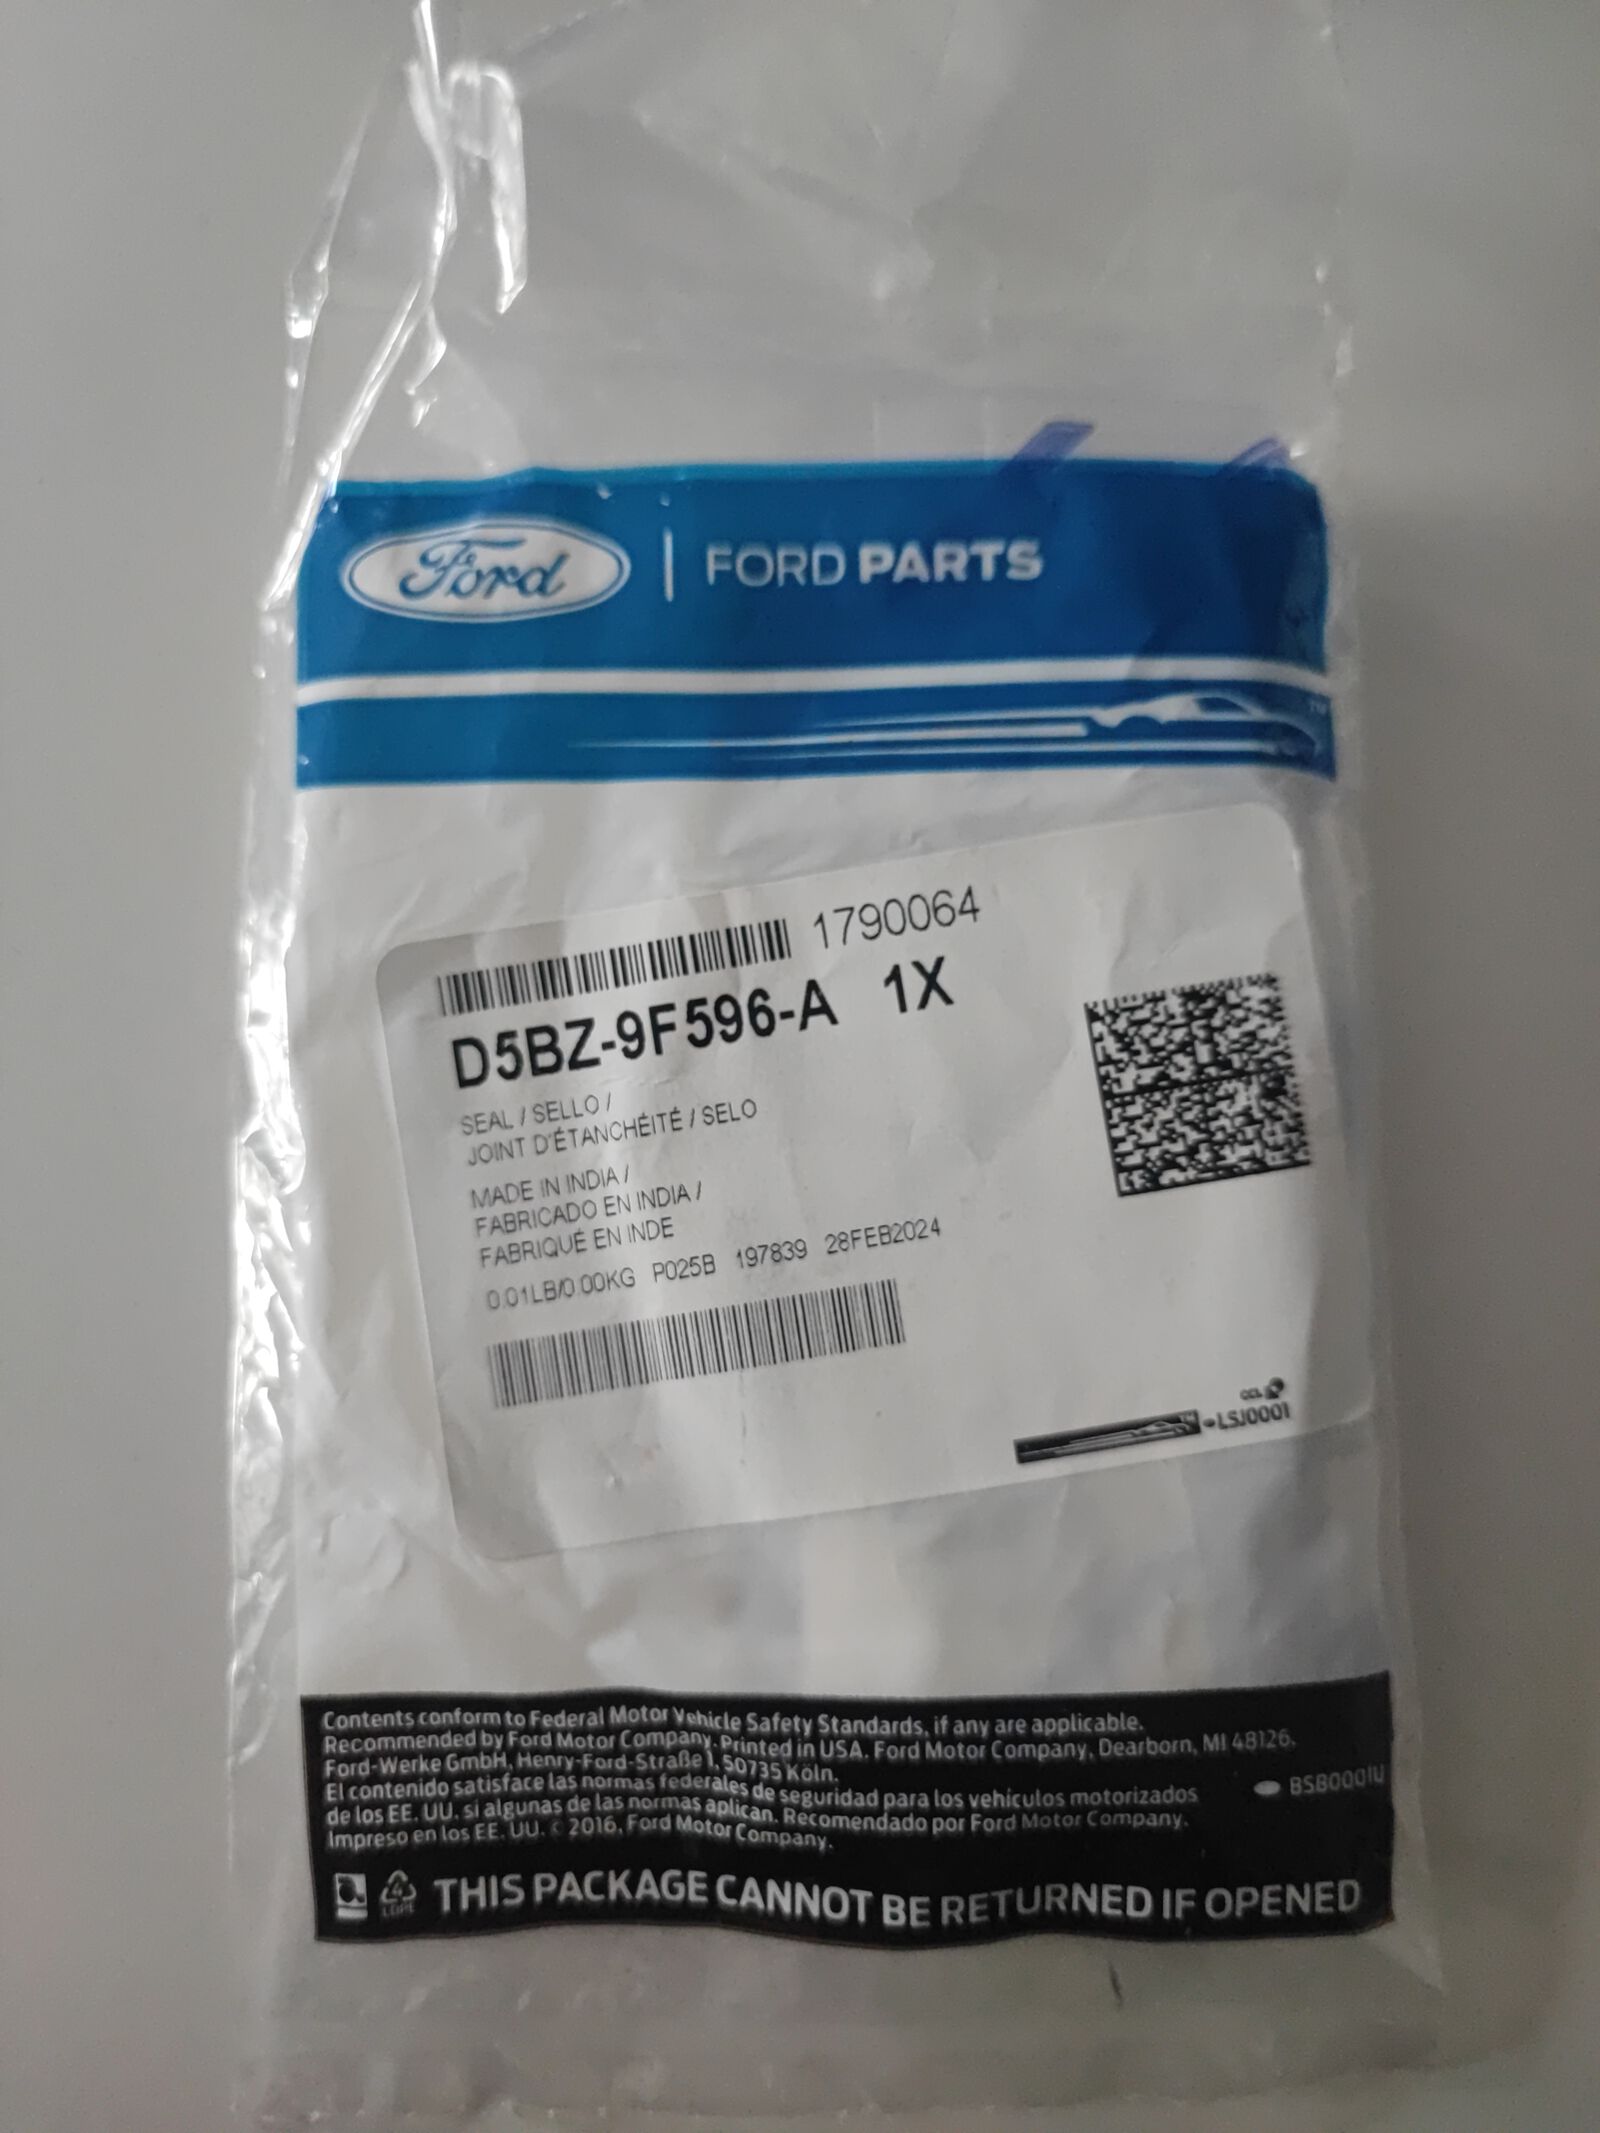 Ford | FORD PARTS
TM
1790064
D5BZ-9F596-A 1X
SEAL / SELLO /
JOINT D'ÉTANCHÉITÉ / SELO
MADE IN INDIA /
FABRICADO EN INDIA /
FABRIQUÉ EN INDE
0.01LB/0.00KG P025B 197839 28FEB2024
CCL
LSJ0001
Contents conform to Federal Motor Vehicle Safety Standards, if any are applicable.
Recommended by Ford Motor Company. Printed in USA. Ford Motor Company, Dearborn, MI 48126.
Ford-Werke GmbH, Henry-Ford-Straße 1, 50735 Köln.
El contenido satisface las normas federales de seguridad para los vehículos motorizados
de los EE. UU. si algunas de las normas aplican. Recomendado por Ford Motor Company.
Impreso en los EE. UU. © 2016, Ford Motor Company.
BSB0001U
4
LDPE
THIS PACKAGE CANNOT BE RETURNED IF OPENED